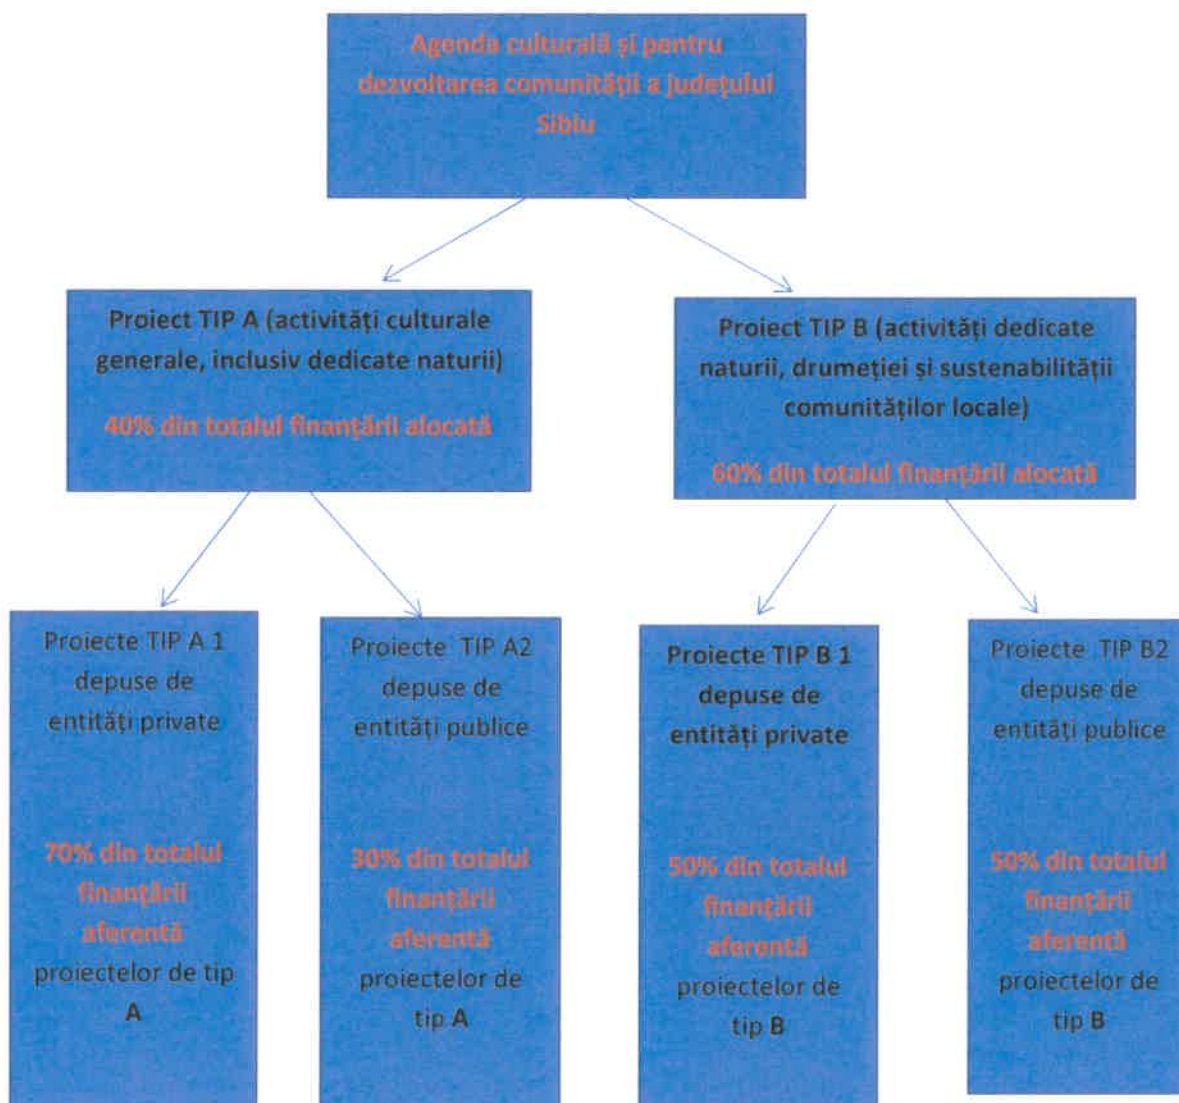 Agenda culturală și pentru
dezvoltarea comunității a județului
Sibiu
Proiect TIP A (activități culturale
generale, inclusiv dedicate naturii)
40% din totalul finanțării alocată
Proiect TIP B (activități dedicate
naturii, drumeției și sustenabilității
comunităților locale)
60% din totalul finanțării alocată
Proiecte TIP A 1
depuse de
entități private
70% din totalul
finanțării
aferentă
proiectelor de tip
A
Proiecte TIP A2
depuse de
entități publice
30% din totalul
finanțării
aferentă
proiectelor de
tip A
Proiecte TIP B 1
depuse de
entități private
50% din totalul
finanțării
aferentă
proiectelor de
tip B
Proiecte TIP B2
depuse de
entități publice
50% din totalul
finanțării
aferentă
proiectelor de
tip B